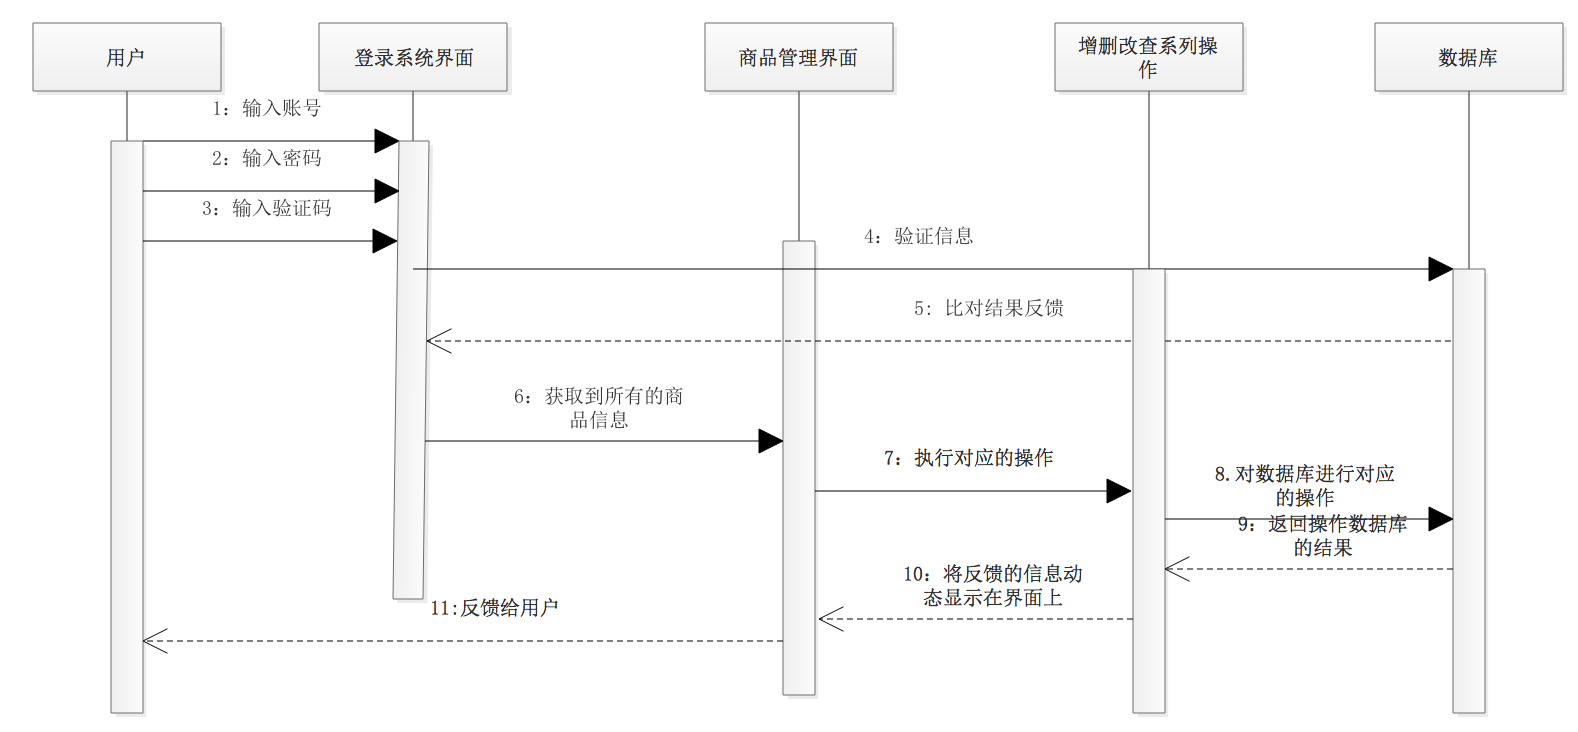 用户
登录系统界面
商品管理界面
增删改查系列操
作
数据库
1：输入账号
2：输入密码
3：输入验证码
4：验证信息
5：比对结果反馈
6：获取到所有的商
品信息
7：执行对应的操作
8.对数据库进行对应
的操作
9：返回操作数据库
的结果
10：将反馈的信息动
态显示在界面上
11:反馈给用户